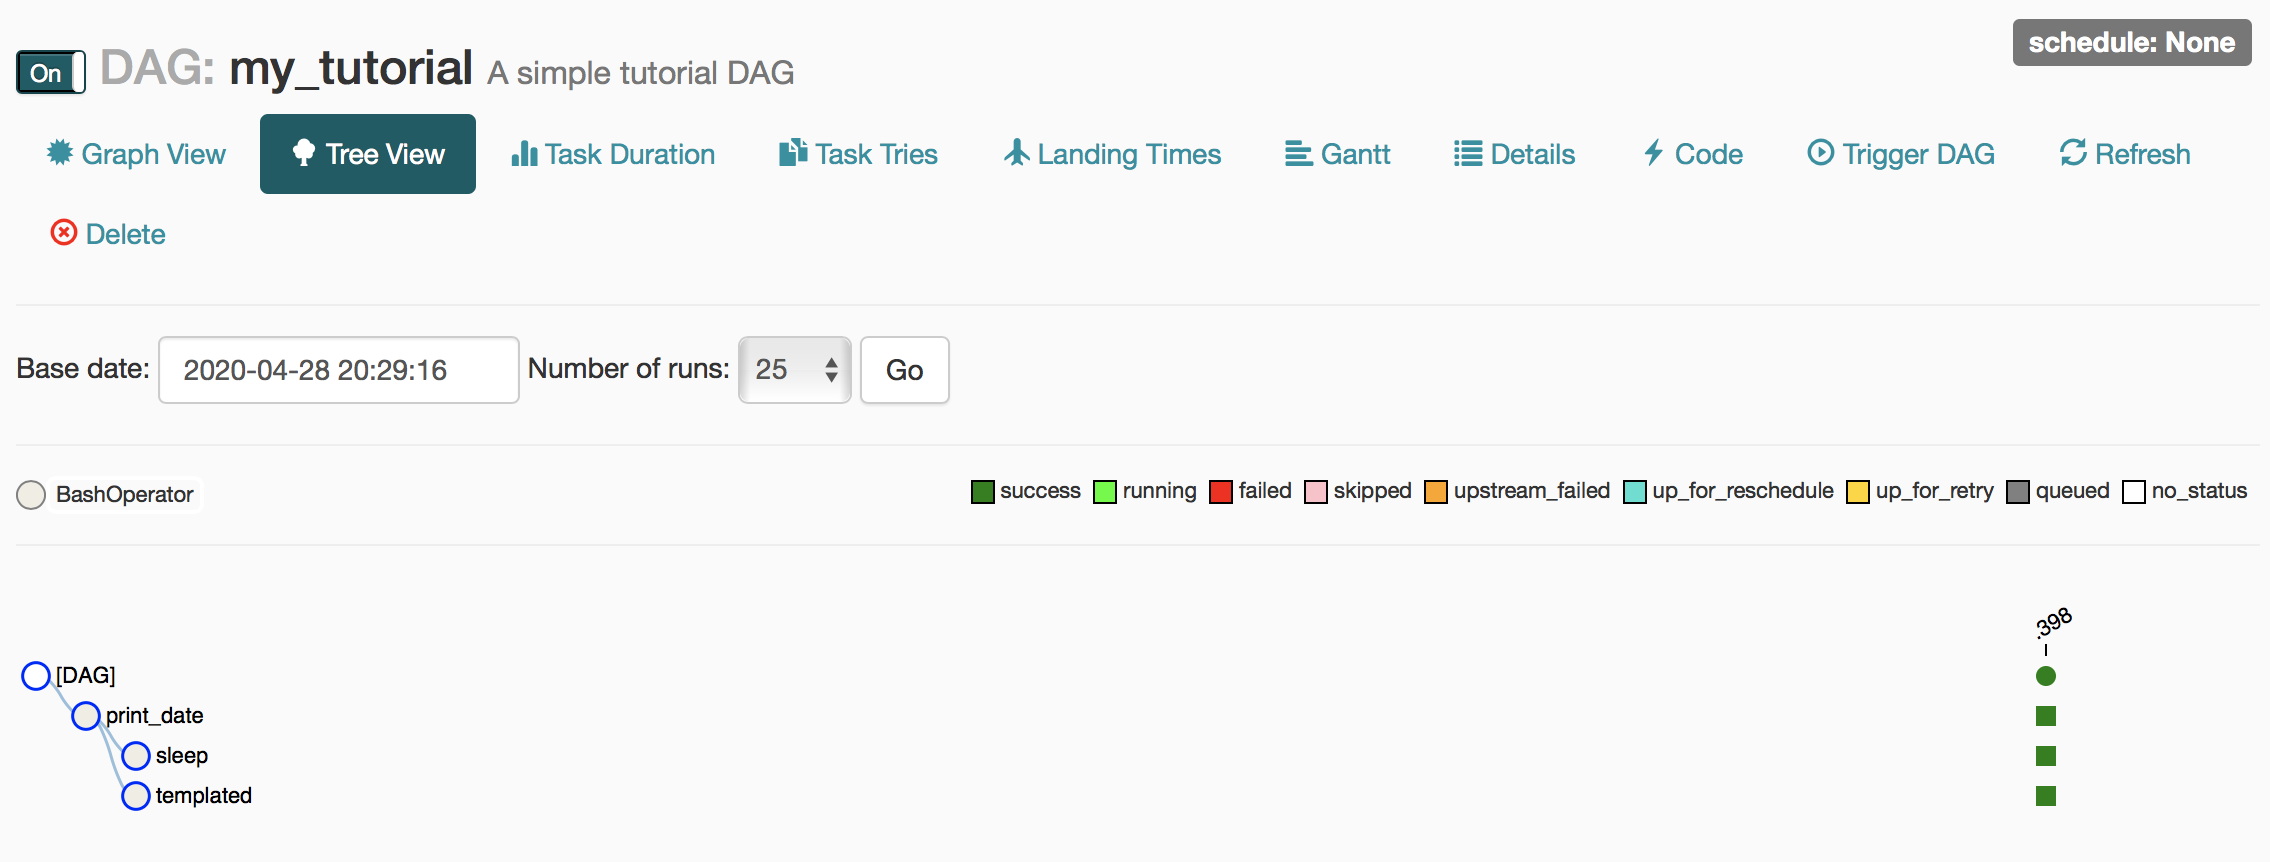 On DAG: my_tutorial A simple tutorial DAG schedule: None
Graph View Tree View Task Duration Task Tries Landing Times Gantt Details Code Trigger DAG Refresh
Delete
Base date: 2020-04-28 20:29:16 Number of runs: 25 Go
BashOperator success running failed skipped upstream_failed up_for_reschedule up_for_retry queued no_status
.398
[DAG]
print_date
sleep
templated